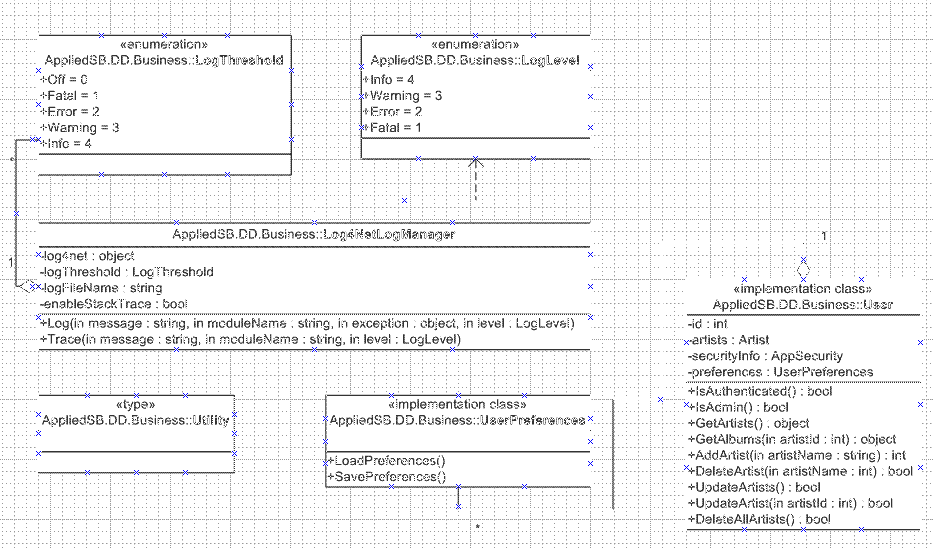 «enumeration»
AppliedSB.DD.Business::LogThreshold
+Off = 0
+Fatal = 1
+Error = 2
+Warning = 3
+Info = 4
«enumeration»
AppliedSB.DD.Business::LogLevel
+Info = 4
+Warning = 3
+Error = 2
+Fatal = 1
*
1
AppliedSB.DD.Business::Log4NetLogManager
-log4net : object
-logThreshold : LogThreshold
-logFileName : string
-enableStackTrace : bool
+Log(in message : string, in moduleName : string, in exception : object, in level : LogLevel)
+Trace(in message : string, in moduleName : string, in level : LogLevel)
«type»
AppliedSB.DD.Business::Utility
«implementation class»
AppliedSB.DD.Business::UserPreferences
+LoadPreferences()
+SavePreferences()
*
1
«implementation class»
AppliedSB.DD.Business::User
-id : int
-artists : Artist
-securityInfo : AppSecurity
-preferences : UserPreferences
+IsAuthenticated() : bool
+IsAdmin() : bool
+GetArtists() : object
+GetAlbums(in artistId : int) : object
+AddArtist(in artistName : string) : int
+DeleteArtist(in artistName : int) : bool
+UpdateArtists() : bool
+UpdateArtist(in artistId : int) : bool
+DeleteAllArtists() : bool